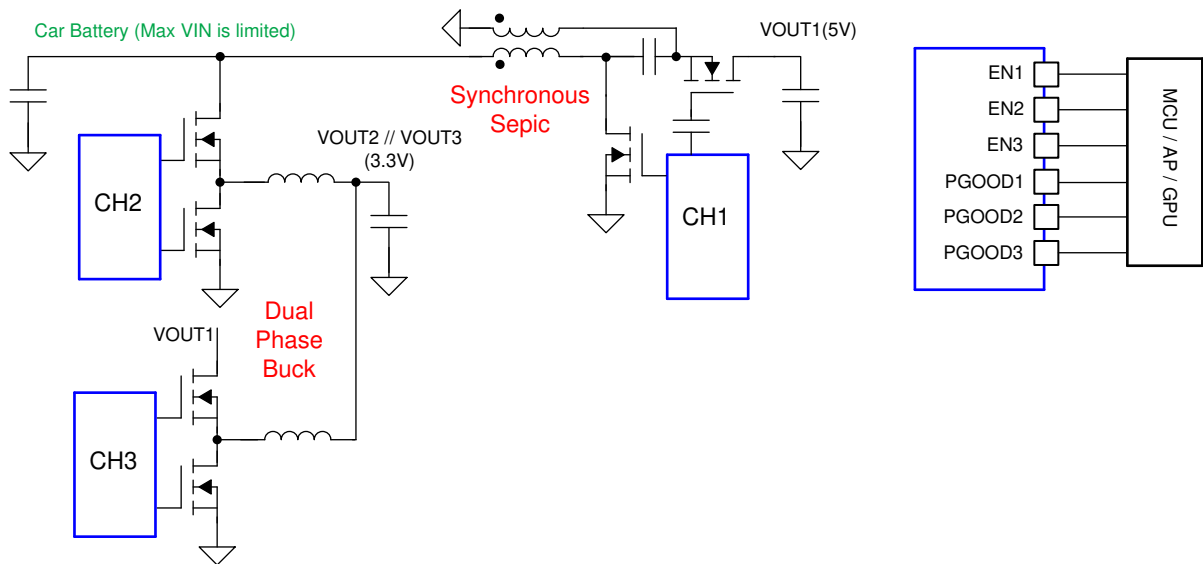 Car Battery (Max VIN is limited)
VOUT1(5V)
Synchronous
Sepic
VOUT2 // VOUT3
(3.3V)
CH2
CH1
Dual
Phase
Buck
VOUT1
CH3
EN1
EN2
EN3
PGOOD1
PGOOD2
PGOOD3
MCU / AP / GPU